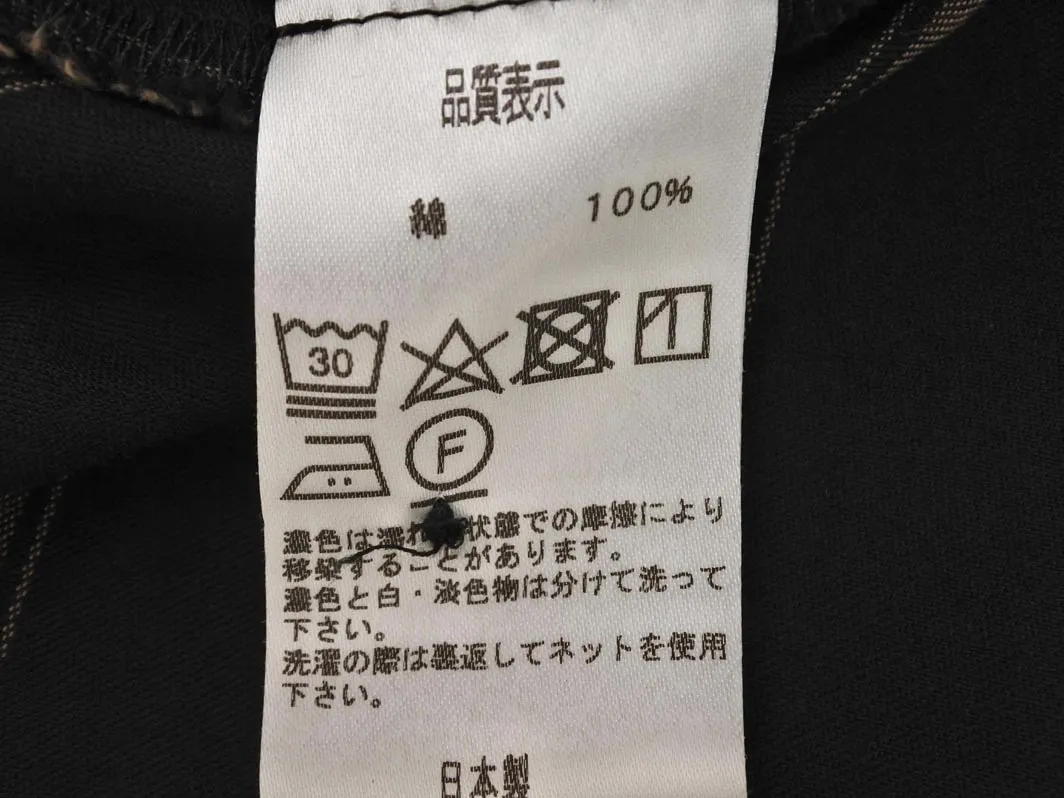 品質表示
綿 100%
30
F
濃色は濡れ状態での摩擦により
移染することがあります。
濃色と白・淡色物は分けて洗って
下さい。
洗濯の際は裏返してネットを使用
下さい。
日本製